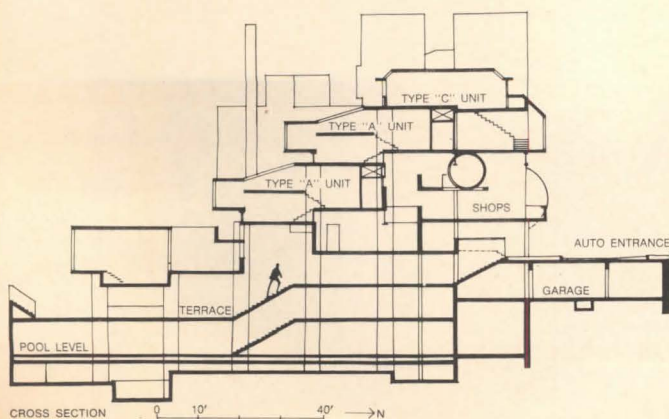 TYPE "C" UNIT
TYPE "A" UNIT
TYPE "A" UNIT
SHOPS
AUTO ENTRANCE
GARAGE
TERRACE
POOL LEVEL
CROSS SECTION 0 10' 40' → N